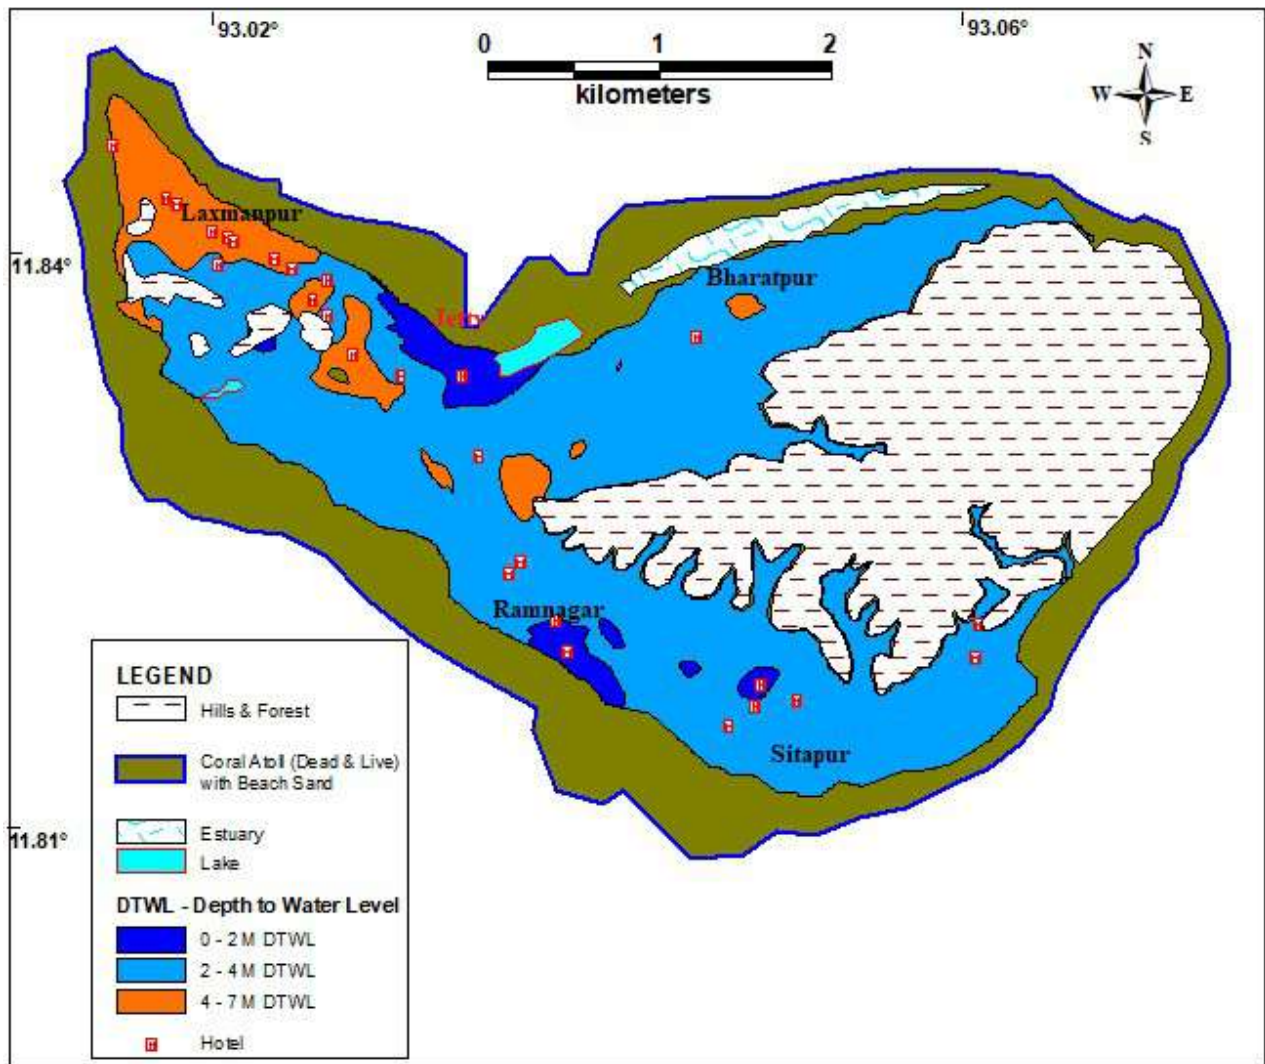 93.02°
93.06°
0 1 2
kilometers
N
W E
S
Laxmanpur
11.84°
Bharatpur
Jetty
Ramnagar
Sitapur
11.81°
LEGEND
Hills & Forest
Coral Atoll (Dead & Live)
with Beach Sand
Estuary
Lake
DTWL - Depth to Water Level
0 - 2 M DTWL
2 - 4 M DTWL
4 - 7 M DTWL
Hotel